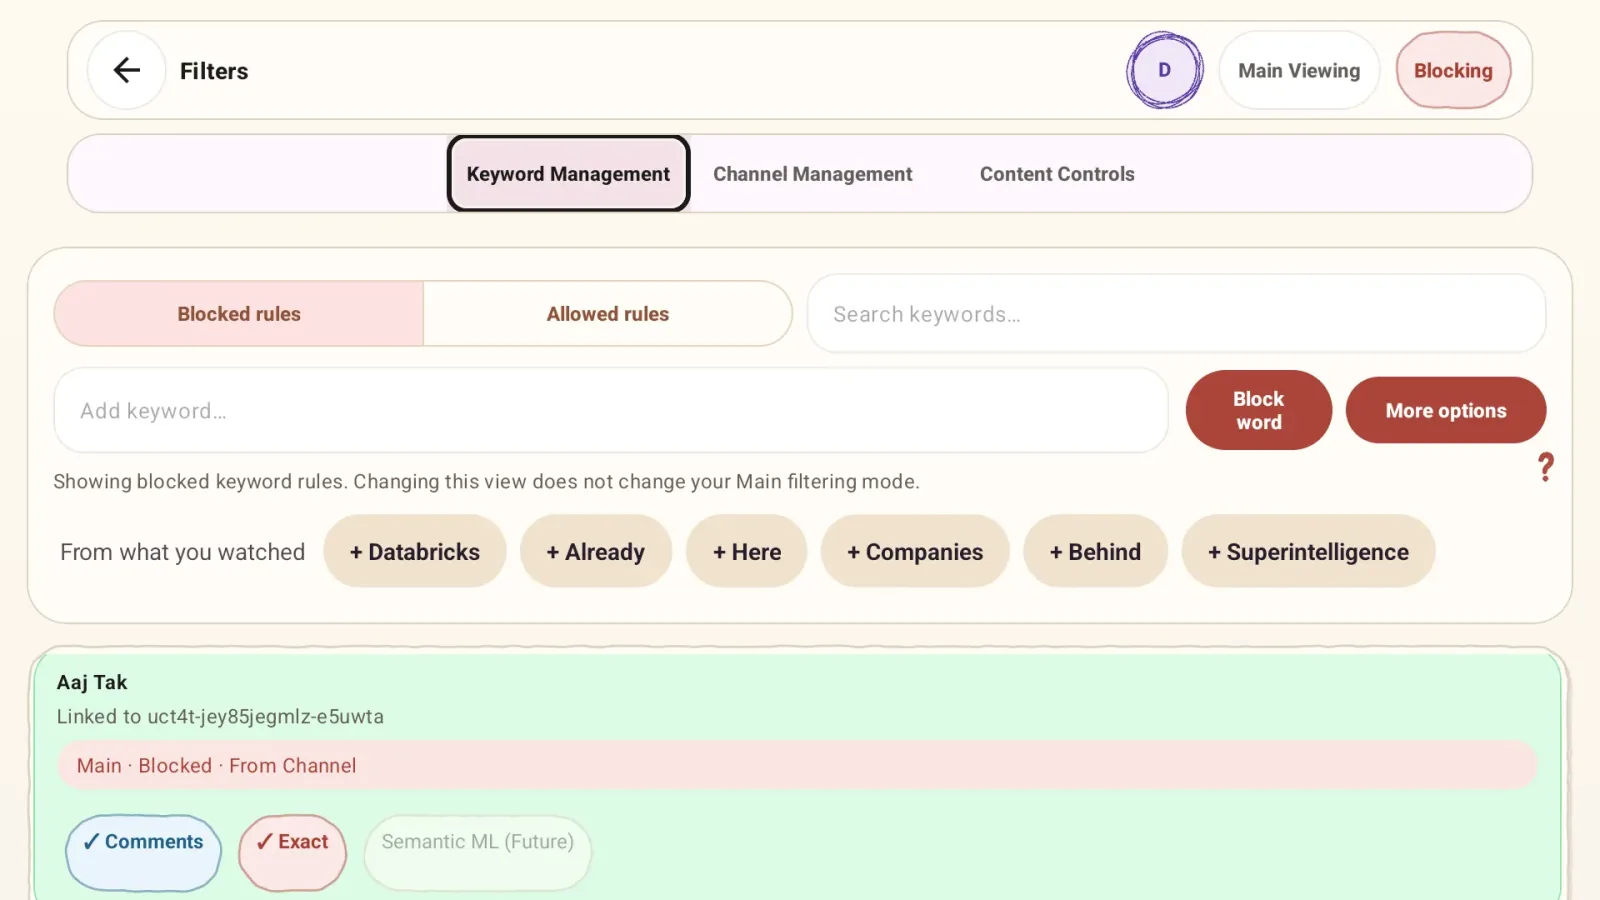 Filters
D
Main Viewing
Blocking
Keyword Management
Channel Management
Content Controls
Blocked rules
Allowed rules
Search keywords...
Add keyword...
Block
word
More options
Showing blocked keyword rules. Changing this view does not change your Main filtering mode.
?
From what you watched
+ Databricks
+ Already
+ Here
+ Companies
+ Behind
+ Superintelligence
Aaj Tak
Linked to uct4t-jey85jegmlz-e5uwta
Main · Blocked · From Channel
✓ Comments
✓ Exact
Semantic ML (Future)